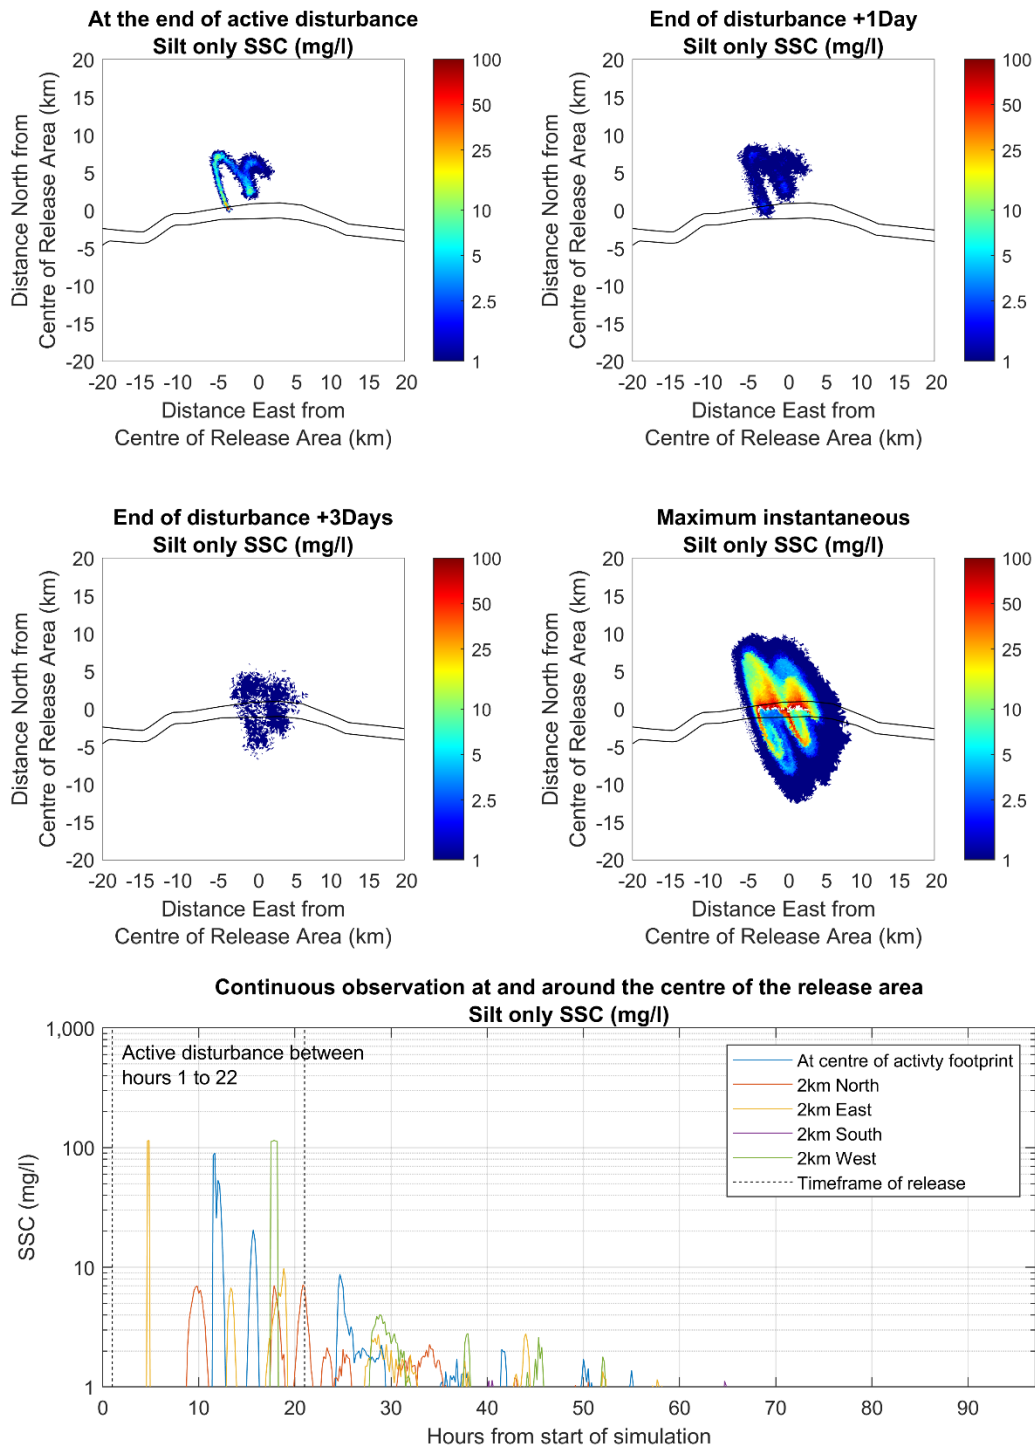 At the end of active disturbance
Silt only SSC (mg/l)
20
15
10
5
0
-5
-10
-15
-20
-20 -15 -10 -5 0 5 10 15 20
Distance North from
Centre of Release Area (km)
Distance East from
Centre of Release Area (km)
100
50
25
10
5
2.5
1
End of disturbance +1Day
Silt only SSC (mg/l)
20
15
10
5
0
-5
-10
-15
-20
-20 -15 -10 -5 0 5 10 15 20
Distance North from
Centre of Release Area (km)
Distance East from
Centre of Release Area (km)
100
50
25
10
5
2.5
1
End of disturbance +3Days
Silt only SSC (mg/l)
20
15
10
5
0
-5
-10
-15
-20
-20 -15 -10 -5 0 5 10 15 20
Distance North from
Centre of Release Area (km)
Distance East from
Centre of Release Area (km)
100
50
25
10
5
2.5
1
Maximum instantaneous
Silt only SSC (mg/l)
20
15
10
5
0
-5
-10
-15
-20
-20 -15 -10 -5 0 5 10 15 20
Distance North from
Centre of Release Area (km)
Distance East from
Centre of Release Area (km)
100
50
25
10
5
2.5
1
Continuous observation at and around the centre of the release area
Silt only SSC (mg/l)
1,000
100
10
1
SSC (mg/l)
Active disturbance between
hours 1 to 22
At centre of activty footprint
2km North
2km East
2km South
2km West
Timeframe of release
0 10 20 30 40 50 60 70 80 90
Hours from start of simulation